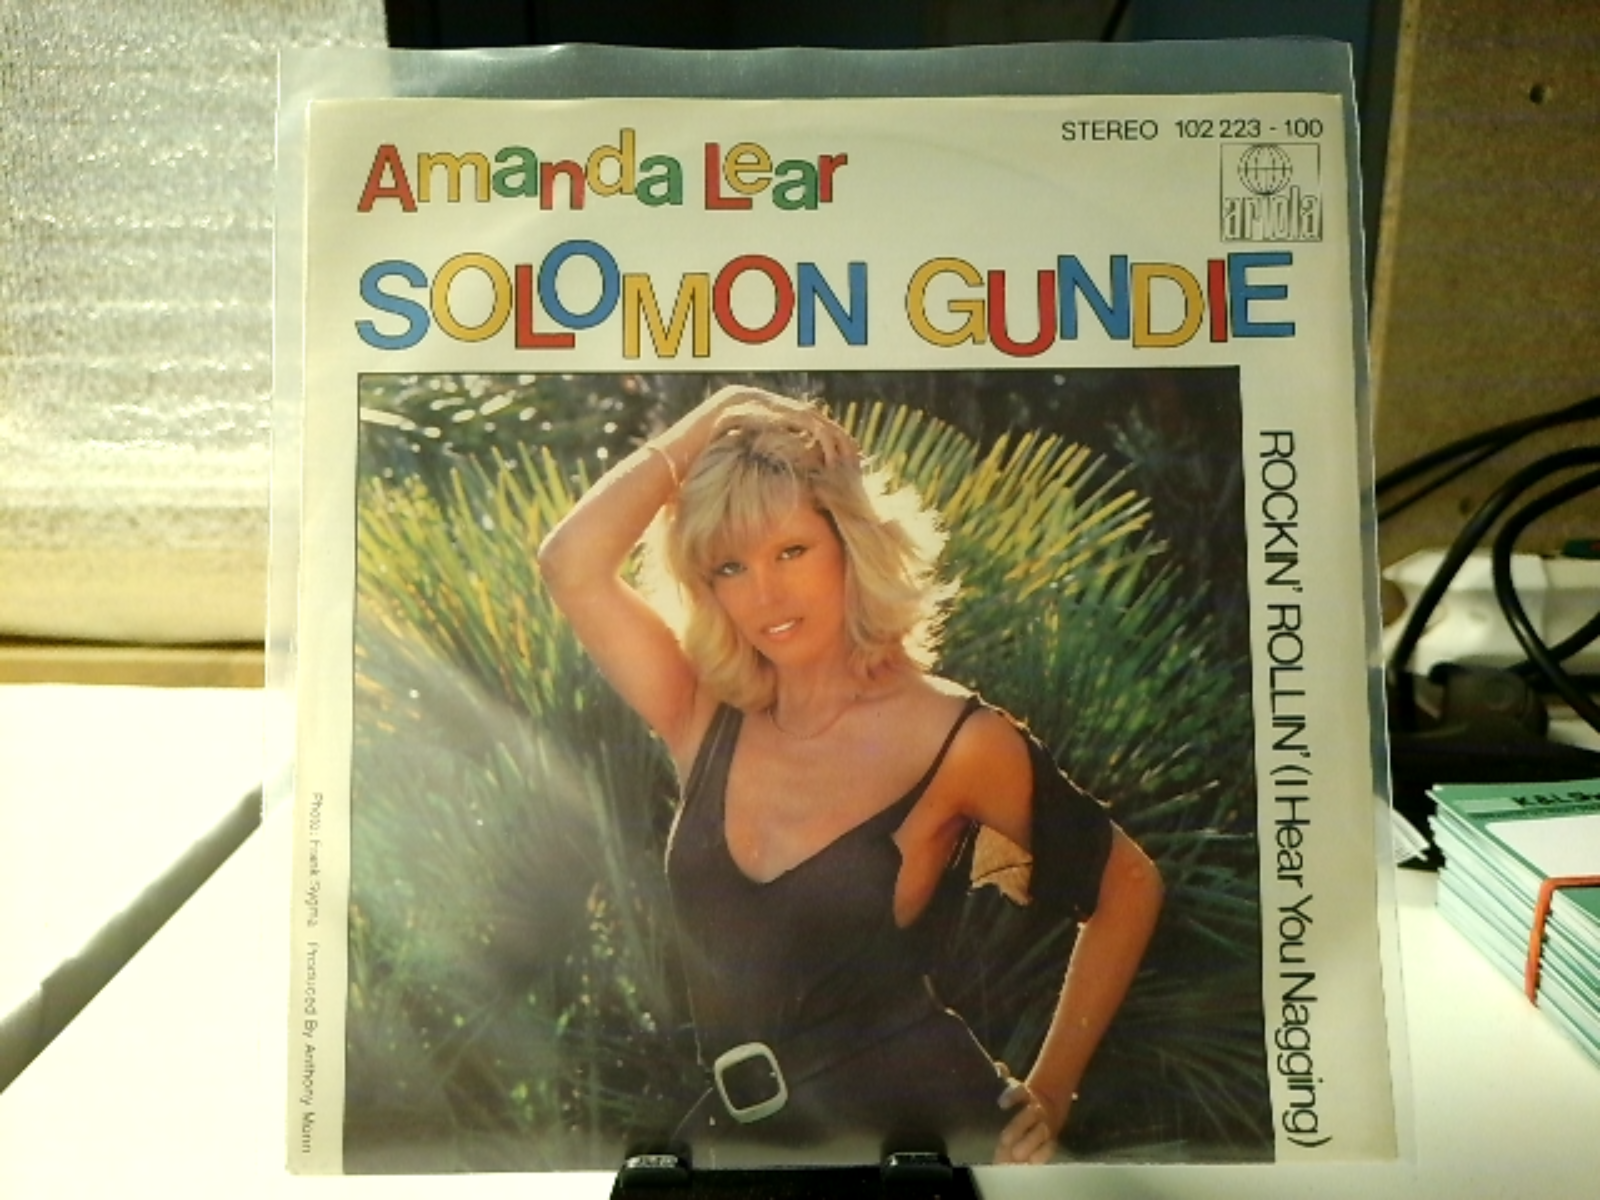 Amanda Lear
STEREO 102 223 - 100
ariola
SOLOMON GUNDIE
ROCKIN' ROLLIN' (I Hear You Nagging)
Photo: Frank Sygma Produced By Anthony Monn